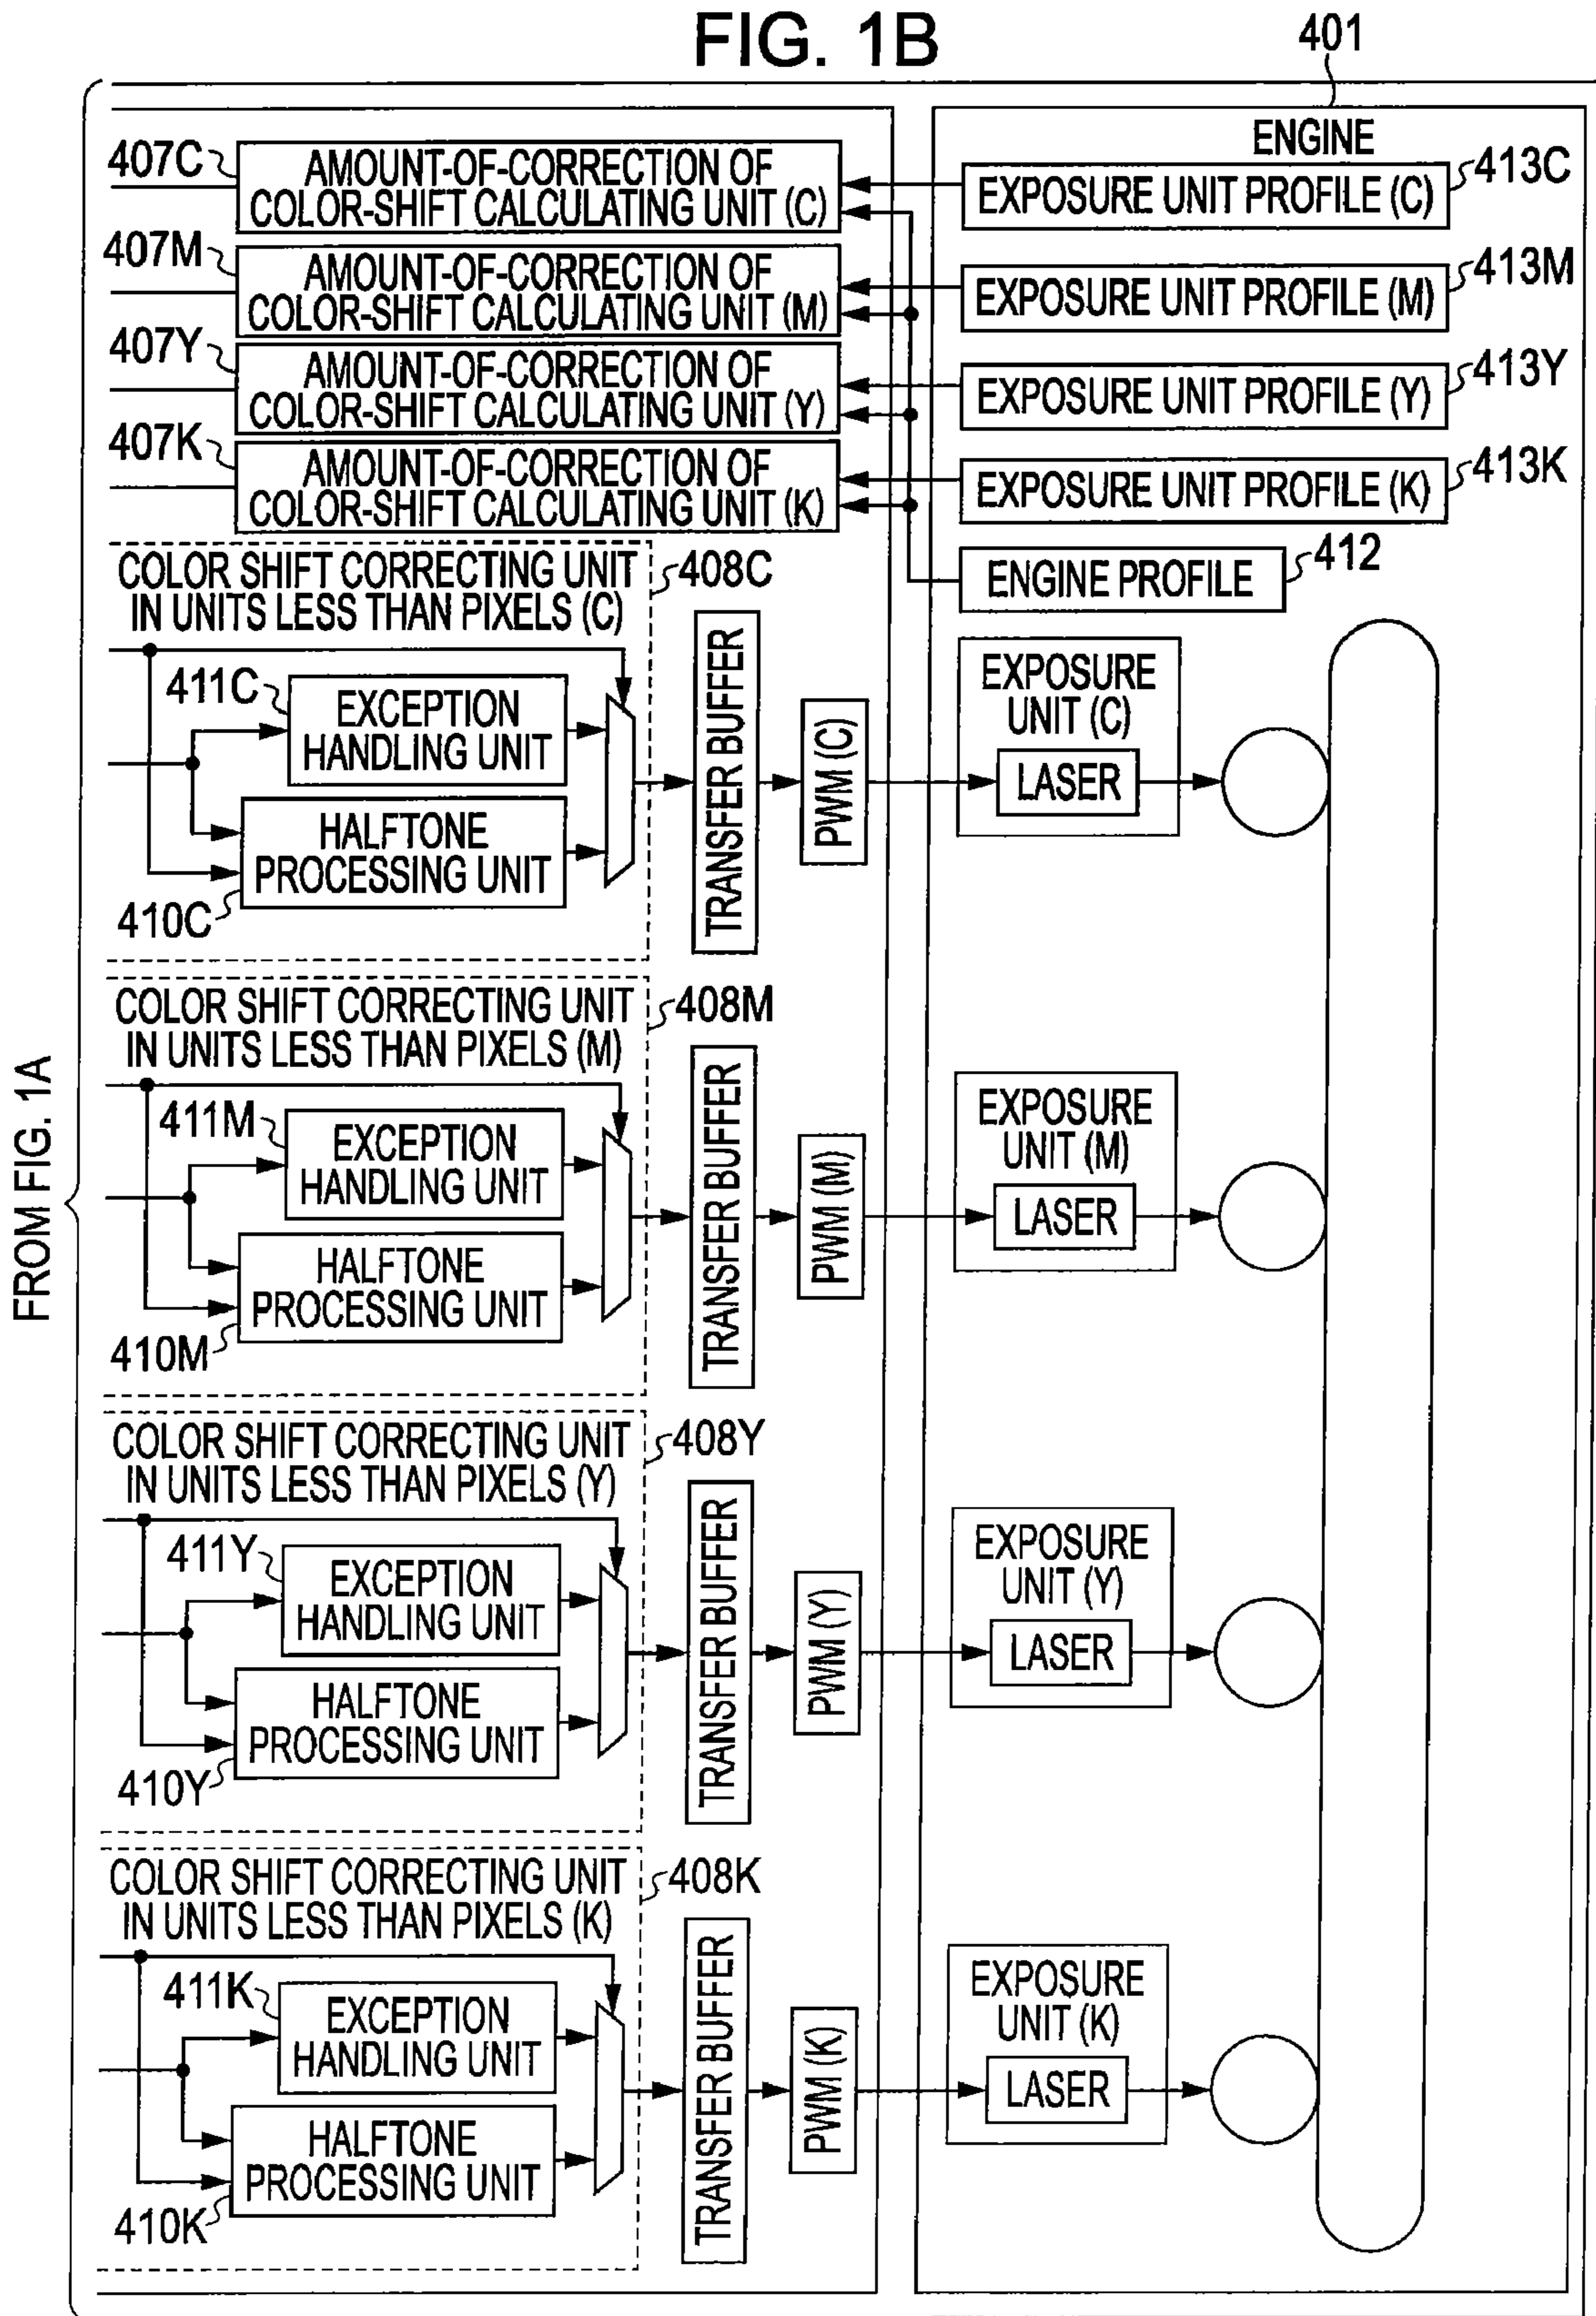 FIG. 1B
401
ENGINE
407C
AMOUNT-OF-CORRECTION OF
COLOR-SHIFT CALCULATING UNIT (C)
EXPOSURE UNIT PROFILE (C)
413C
407M
AMOUNT-OF-CORRECTION OF
COLOR-SHIFT CALCULATING UNIT (M)
EXPOSURE UNIT PROFILE (M)
413M
407Y
AMOUNT-OF-CORRECTION OF
COLOR-SHIFT CALCULATING UNIT (Y)
EXPOSURE UNIT PROFILE (Y)
413Y
407K
AMOUNT-OF-CORRECTION OF
COLOR-SHIFT CALCULATING UNIT (K)
EXPOSURE UNIT PROFILE (K)
413K
ENGINE PROFILE
412
COLOR SHIFT CORRECTING UNIT
IN UNITS LESS THAN PIXELS (C)
408C
411C
EXCEPTION
HANDLING UNIT
HALFTONE
PROCESSING UNIT
410C
TRANSFER BUFFER
PWM (C)
EXPOSURE
UNIT (C)
LASER
COLOR SHIFT CORRECTING UNIT
IN UNITS LESS THAN PIXELS (M)
408M
411M
EXCEPTION
HANDLING UNIT
HALFTONE
PROCESSING UNIT
410M
TRANSFER BUFFER
PWM (M)
EXPOSURE
UNIT (M)
LASER
FROM FIG. 1A
COLOR SHIFT CORRECTING UNIT
IN UNITS LESS THAN PIXELS (Y)
408Y
411Y
EXCEPTION
HANDLING UNIT
HALFTONE
PROCESSING UNIT
410Y
TRANSFER BUFFER
PWM (Y)
EXPOSURE
UNIT (Y)
LASER
COLOR SHIFT CORRECTING UNIT
IN UNITS LESS THAN PIXELS (K)
408K
411K
EXCEPTION
HANDLING UNIT
HALFTONE
PROCESSING UNIT
410K
TRANSFER BUFFER
PWM (K)
EXPOSURE
UNIT (K)
LASER